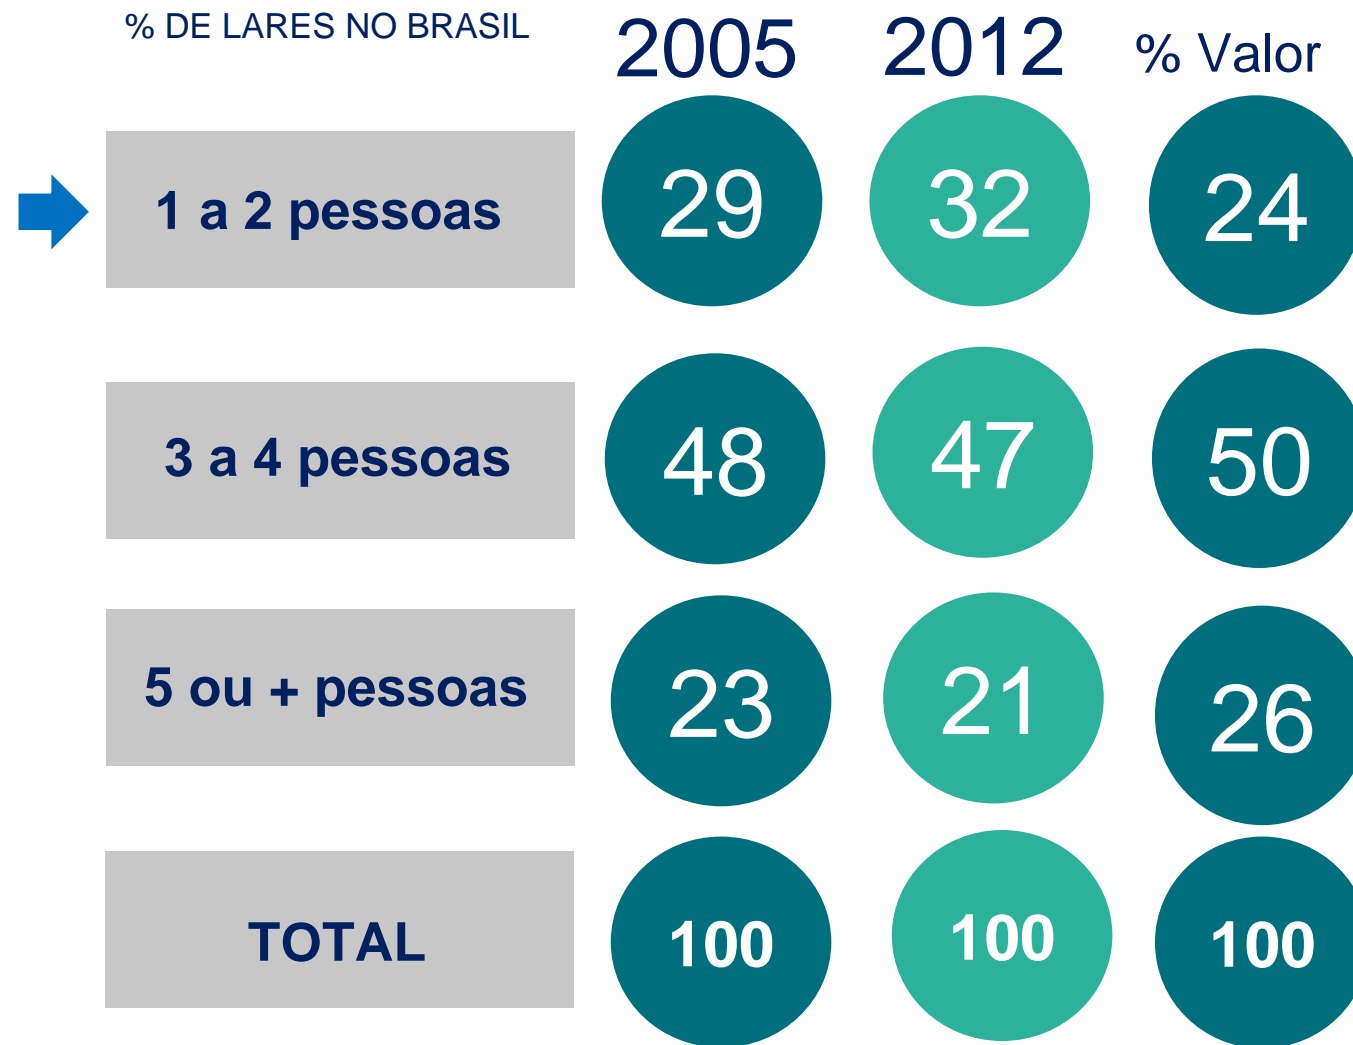 % DE LARES NO BRASIL 2005 2012 % Valor
1 a 2 pessoas 29 32 24
3 a 4 pessoas 48 47 50
5 ou + pessoas 23 21 26
TOTAL 100 100 100